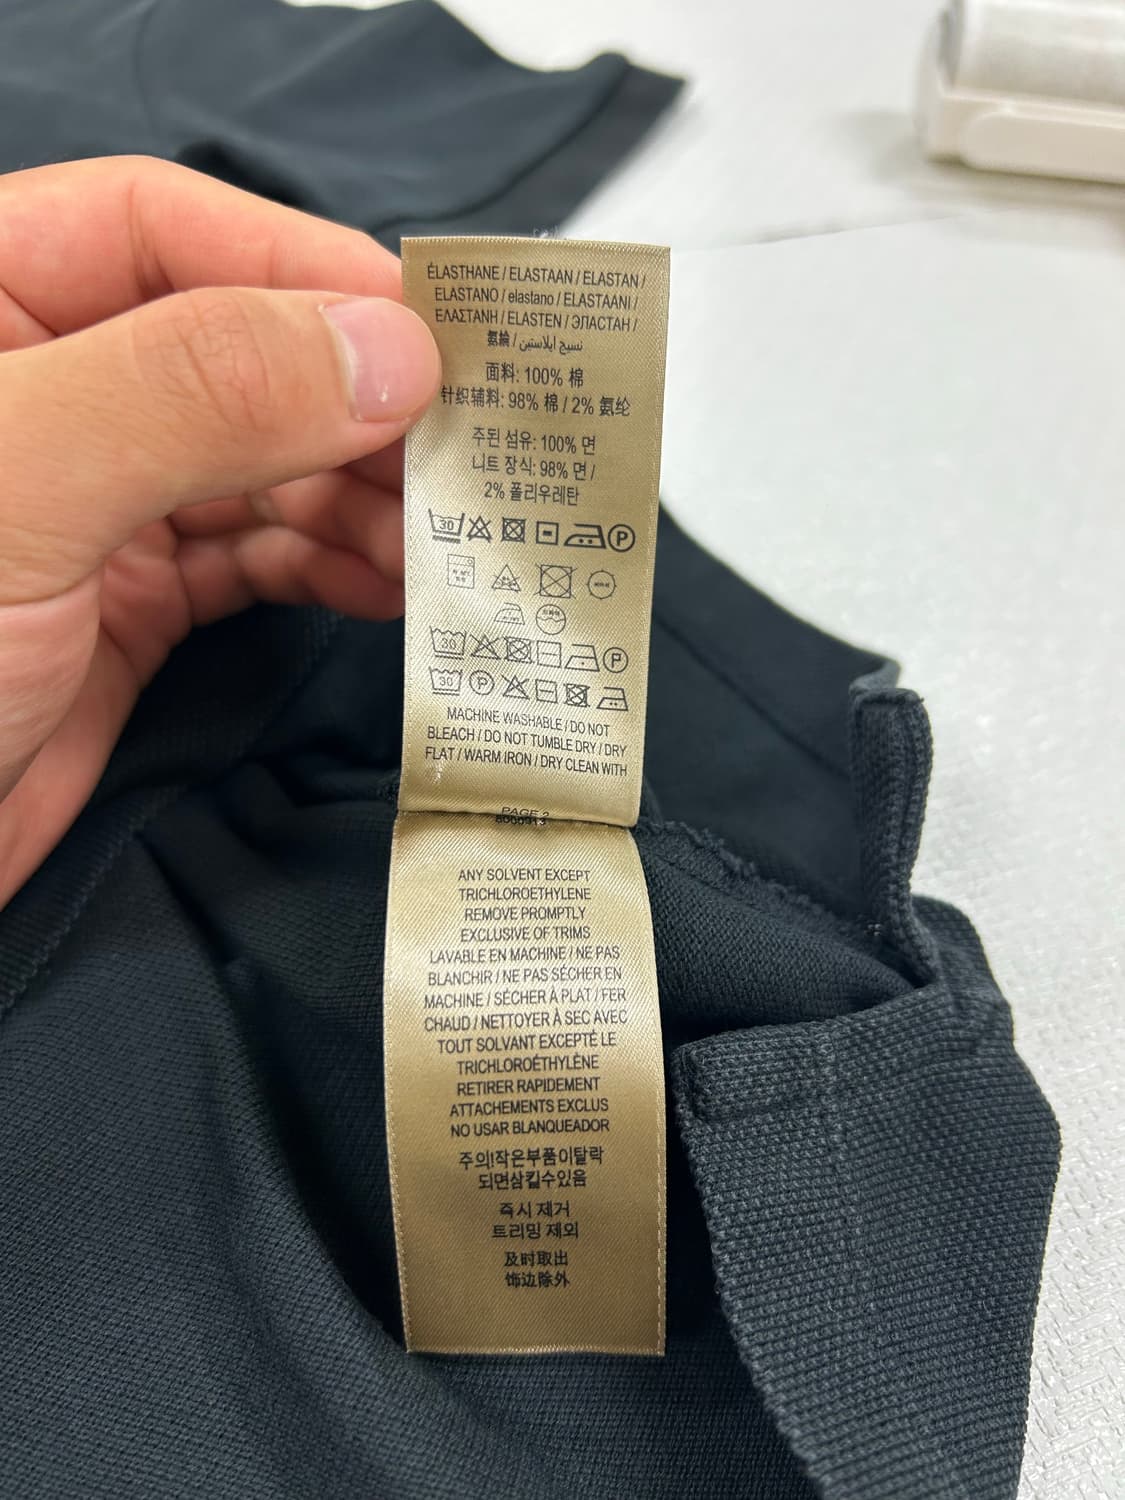 ÉLASTHANE / ELASTAAN / ELASTAN /
ELASTANO / elastano / ELASTAANI /
ΕΛΑΣΤΑΝΗ / ELASTEN / ЭЛАСТАН /
氨綸 / نسيج ايلاستين
面料: 100% 棉
针织辅料: 98% 棉 / 2% 氨纶
주된 섬유: 100% 면
니트 장식: 98% 면 /
2% 폴리우레탄
30 P
30 P
30 P
MACHINE WASHABLE / DO NOT
BLEACH / DO NOT TUMBLE DRY / DRY
FLAT / WARM IRON / DRY CLEAN WITH
PAGE 2
ANY SOLVENT EXCEPT
TRICHLOROETHYLENE
REMOVE PROMPTLY
EXCLUSIVE OF TRIMS
LAVABLE EN MACHINE / NE PAS
BLANCHIR / NE PAS SÉCHER EN
MACHINE / SÉCHER À PLAT / FER
CHAUD / NETTOYER À SEC AVEC
TOUT SOLVANT EXCEPTÉ LE
TRICHLOROÉTHYLÈNE
RETIRER RAPIDEMENT
ATTACHEMENTS EXCLUS
NO USAR BLANQUEADOR
주의!작은부품이탈락
되면삼킬수있음
즉시 제거
트리밍 제외
及时取出
饰边除外